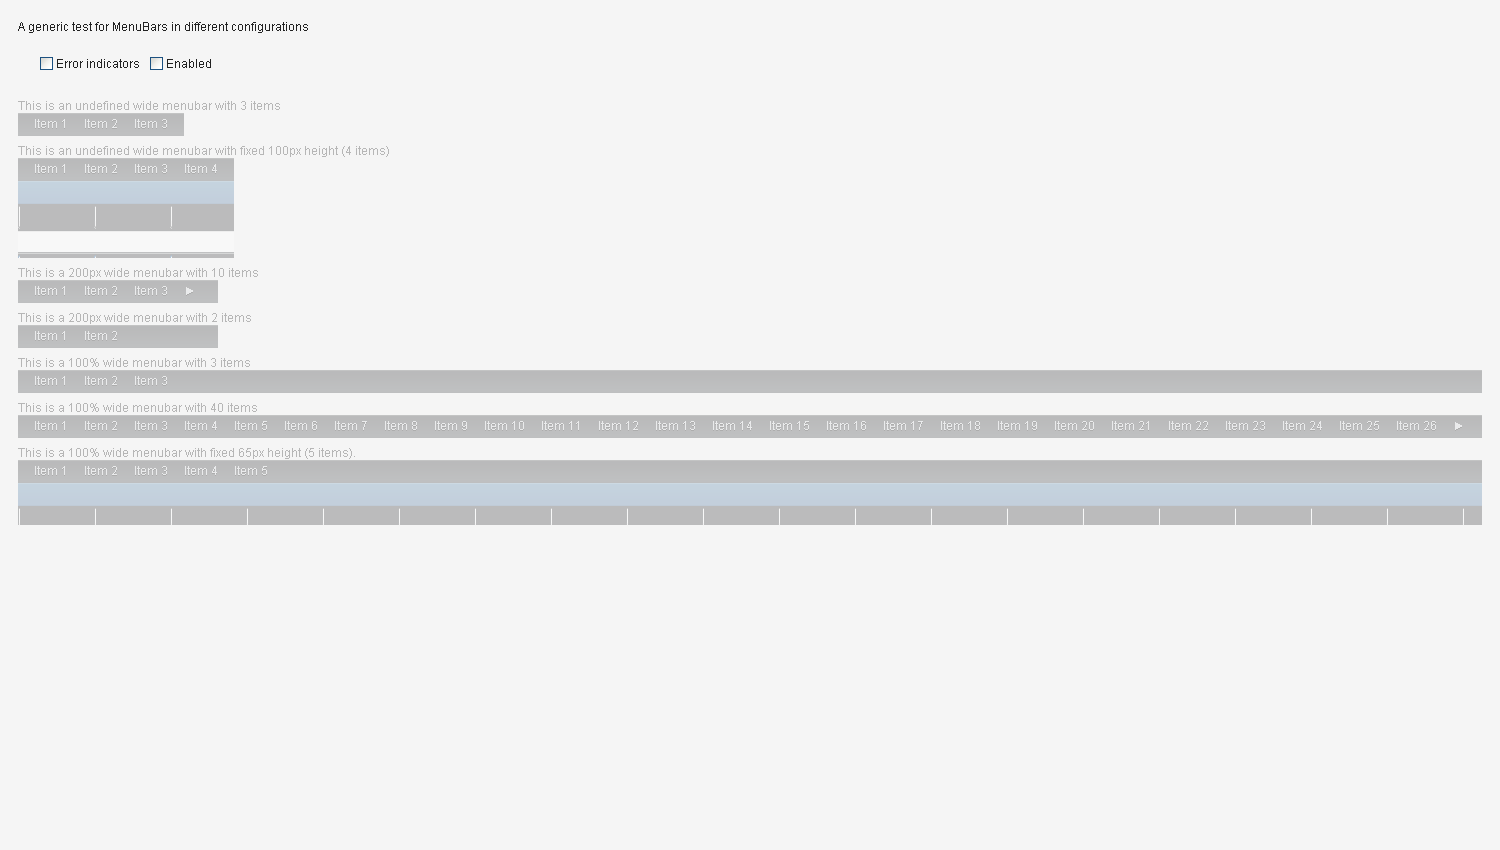 A generic test for MenuBars in different configurations
Error indicators Enabled
This is an undefined wide menubar with 3 items
Item 1 Item 2 Item 3
This is an undefined wide menubar with fixed 100px height (4 items)
Item 1 Item 2 Item 3 Item 4
This is a 200px wide menubar with 10 items
Item 1 Item 2 Item 3 ►
This is a 200px wide menubar with 2 items
Item 1 Item 2
This is a 100% wide menubar with 3 items
Item 1 Item 2 Item 3
This is a 100% wide menubar with 40 items
Item 1 Item 2 Item 3 Item 4 Item 5 Item 6 Item 7 Item 8 Item 9 Item 10 Item 11 Item 12 Item 13 Item 14 Item 15 Item 16 Item 17 Item 18 Item 19 Item 20 Item 21 Item 22 Item 23 Item 24 Item 25 Item 26 ►
This is a 100% wide menubar with fixed 65px height (5 items).
Item 1 Item 2 Item 3 Item 4 Item 5